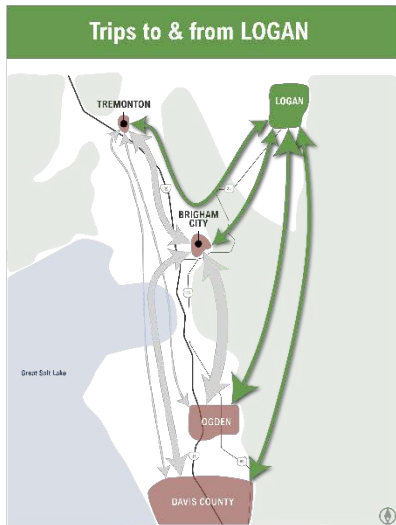 Trips to & from LOGAN
LOGAN
TREMONTON
BRIGHAM
CITY
Great Salt Lake
OGDEN
DAVIS COUNTY